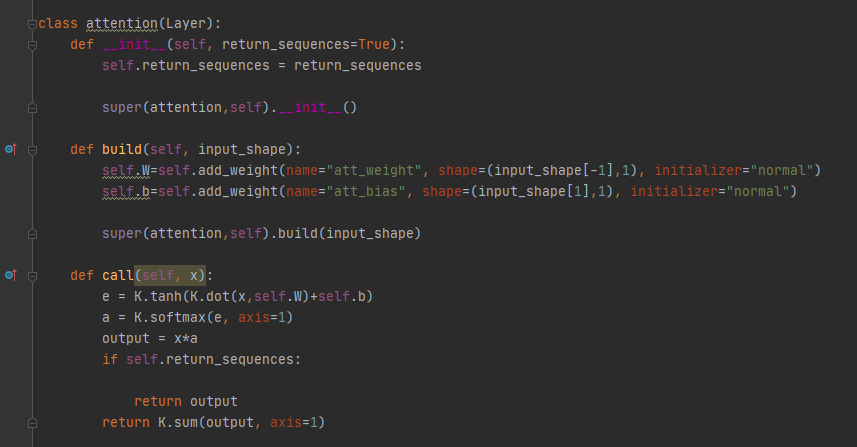 class attention(Layer):
    def __init__(self, return_sequences=True):
        self.return_sequences = return_sequences
        super(attention,self).__init__()
    def build(self, input_shape):
        self.W=self.add_weight(name="att_weight", shape=(input_shape[-1],1), initializer="normal")
        self.b=self.add_weight(name="att_bias", shape=(input_shape[1],1), initializer="normal")
        super(attention,self).build(input_shape)
    def call(self, x):
        e = K.tanh(K.dot(x,self.W)+self.b)
        a = K.softmax(e, axis=1)
        output = x*a
        if self.return_sequences:
            return output
        return K.sum(output, axis=1)